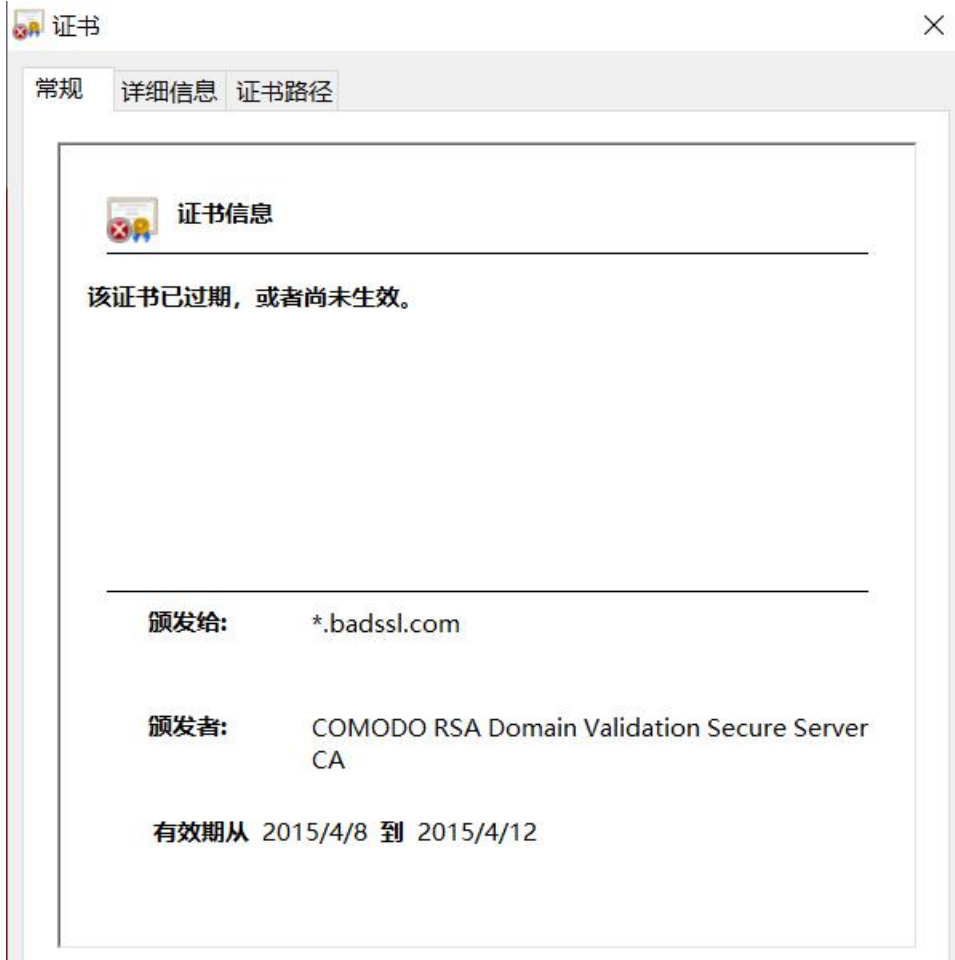 证书
常规 详细信息 证书路径
证书信息
该证书已过期，或者尚未生效。
颁发给: *.badssl.com
颁发者: COMODO RSA Domain Validation Secure Server
CA
有效期从 2015/4/8 到 2015/4/12